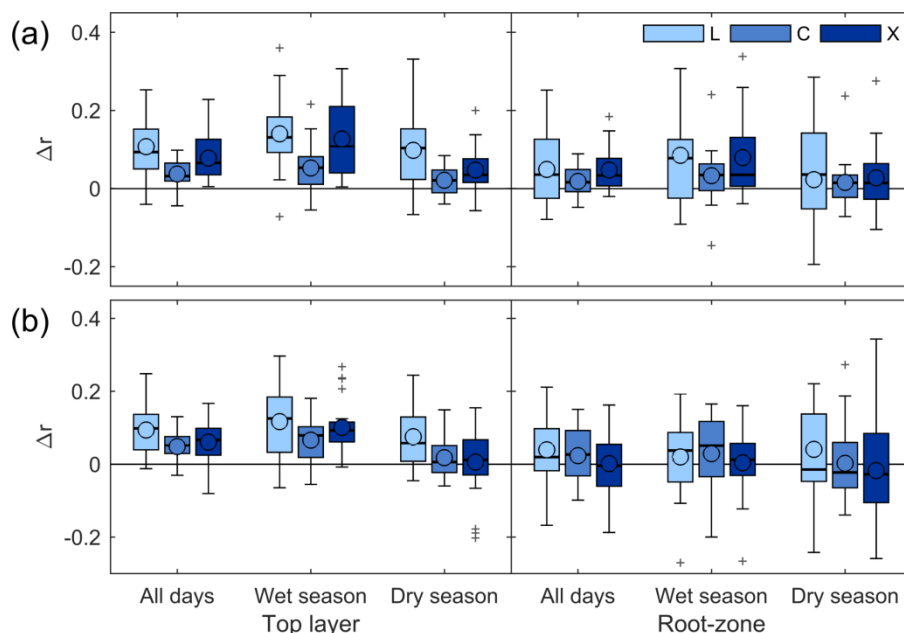 (a)
Δr
0.4
0.2
0
-0.2
L C X
(b)
Δr
0.4
0.2
0
-0.2
All days Wet season Dry season All days Wet season Dry season
Top layer Root-zone